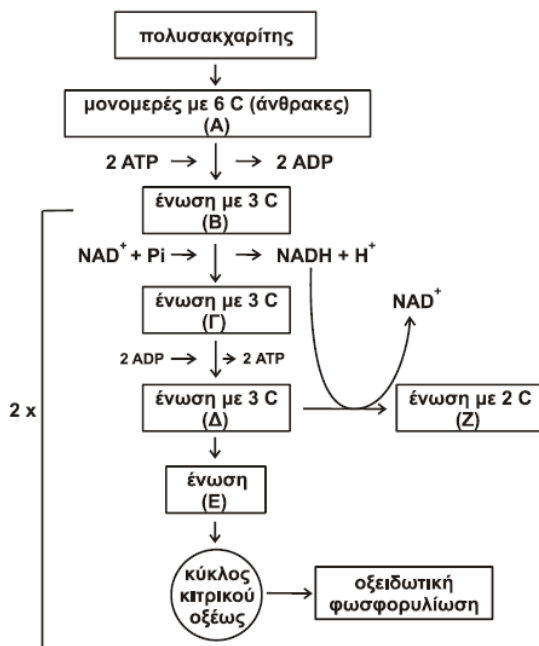 πολυσακχαρίτης
μονομερές με 6 C (άνθρακες)
(Α)
2 ATP
2 ADP
ένωση με 3 C
(Β)
NAD⁺ + Pi
NADH + H⁺
NAD⁺
ένωση με 3 C
(Γ)
2 ADP
2 ATP
2 x
ένωση με 3 C
(Δ)
ένωση με 2 C
(Ζ)
ένωση
(Ε)
κύκλος
κιτρικού
οξέως
οξειδωτική
φωσφορυλίωση